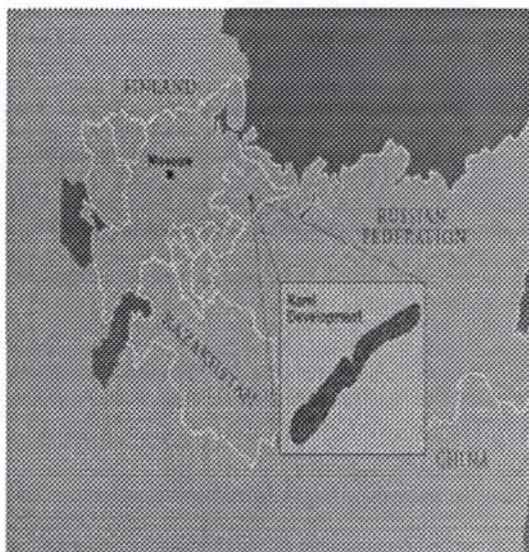 FINLAND
Moscow
RUSSIAN
FEDERATION
Komi
Development
KAZAKHSTAN
CHINA